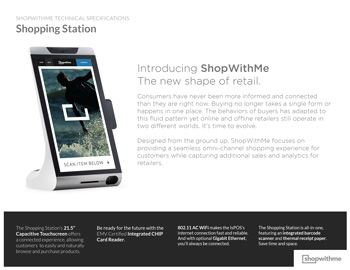 SHOPWITHME TECHNICAL SPECIFICATIONS
Shopping Station
SCAN ITEM BELOW
Introducing ShopWithMe
The new shape of retail.
Consumers have never been more informed and connected
than they are right now. Buying no longer takes a single form or
happens in one place. The behaviors of buyers has adapted to
this fluid pattern yet online and offline retailers still operate in
two different worlds. It's time to evolve.
Designed from the ground up, ShopWithMe focuses on
providing a seamless omni-channel shopping experience for
customers while capturing additional sales and analytics for
retailers.
The Shopping Station's 21.5"
Capacitive Touchscreen offers
a connected experience, allowing
customers to easily and naturally
browse and purchase products.
Be ready for the future with the
EMV Certified Integrated CHIP
Card Reader.
802.11 AC WiFi makes the IsPOS's
internet connection fast and reliable.
And with optional Gigabit Ethernet,
you'll always be connected.
The Shopping Station is all-in-one,
featuring an integrated barcode
scanner and thermal receipt paper.
Save time and space.
shopwithme